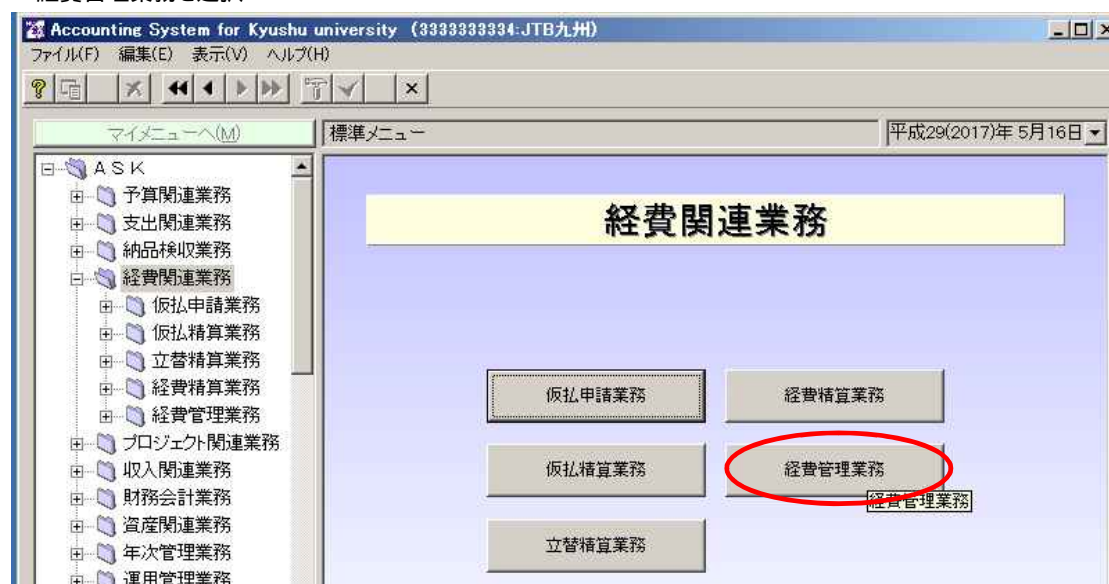 経費管理業務を選択
Accounting System for Kyushu university (3333333334:JTB九州)
ファイル(F) 編集(E) 表示(V) ヘルプ(H)
マイメニューへ(M)
標準メニュー
平成29(2017)年 5月16日
ASK
予算関連業務
支出関連業務
納品検収業務
経費関連業務
仮払申請業務
仮払精算業務
立替精算業務
経費精算業務
経費管理業務
プロジェクト関連業務
収入関連業務
財務会計業務
資産関連業務
年次管理業務
運用管理業務
経費関連業務
仮払申請業務
経費精算業務
仮払精算業務
経費管理業務
経費管理業務
立替精算業務